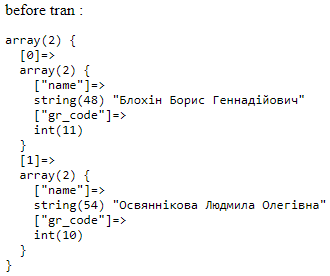 before tran :
array(2) {
  [0]=>
  array(2) {
    ["name"]=>
    string(48) "Блохін Борис Геннадійович"
    ["gr_code"]=>
    int(11)
  }
  [1]=>
  array(2) {
    ["name"]=>
    string(54) "Освяннікова Людмила Олегівна"
    ["gr_code"]=>
    int(10)
  }
}